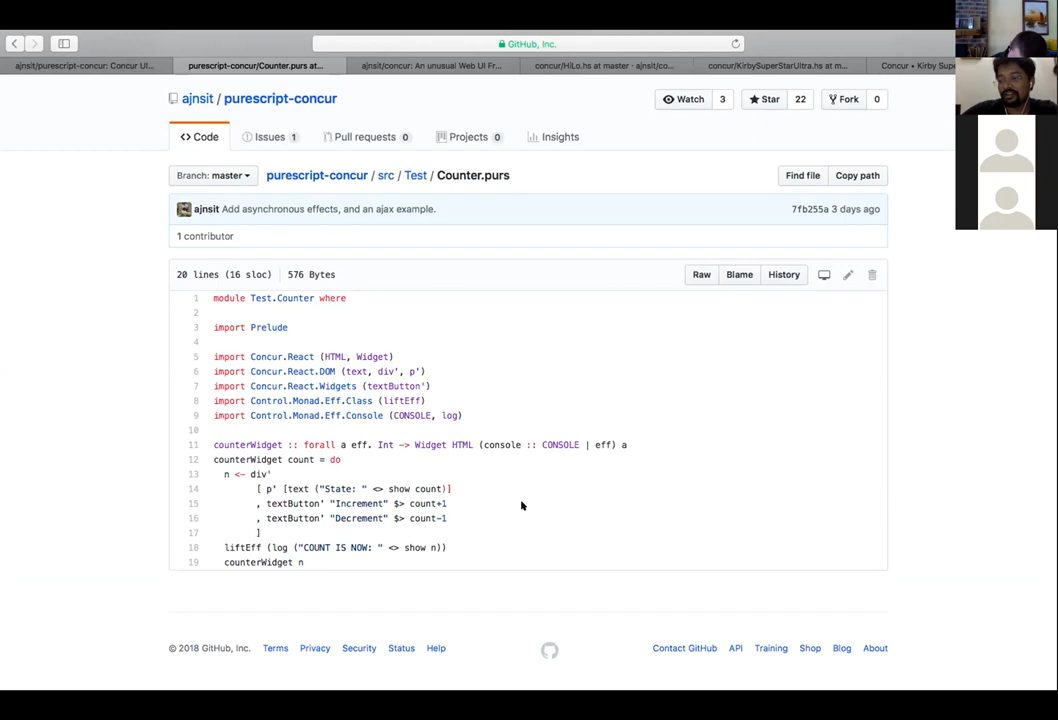 GitHub, Inc.
ajnsit/purescript-concur: Concur UI... purescript-concur/Counter.purs at... ajnsit/concur: An unusual Web UI Fr... concur/HiLo.hs at master · ajnsit/co... concur/KirbySuperStarUltra.hs at m... Concur • Kirby Supe
ajnsit / purescript-concur
Watch 3 Star 22 Fork 0
Code Issues 1 Pull requests 0 Projects 0 Insights
Branch: master purescript-concur / src / Test / Counter.purs Find file Copy path
ajnsit Add asynchronous effects, and an ajax example. 7fb255a 3 days ago
1 contributor
20 lines (16 sloc) 576 Bytes Raw Blame History
1 module Test.Counter where
2
3 import Prelude
4
5 import Concur.React (HTML, Widget)
6 import Concur.React.DOM (text, div', p')
7 import Concur.React.Widgets (textButton')
8 import Control.Monad.Eff.Class (liftEff)
9 import Control.Monad.Eff.Console (CONSOLE, log)
10
11 counterWidget :: forall a eff. Int -> Widget HTML (console :: CONSOLE | eff) a
12 counterWidget count = do
13 n <- div'
14 [ p' [text ("State: " <> show count)]
15 , textButton' "Increment" $> count+1
16 , textButton' "Decrement" $> count-1
17 ]
18 liftEff (log ("COUNT IS NOW: " <> show n))
19 counterWidget n
© 2018 GitHub, Inc. Terms Privacy Security Status Help Contact GitHub API Training Shop Blog About